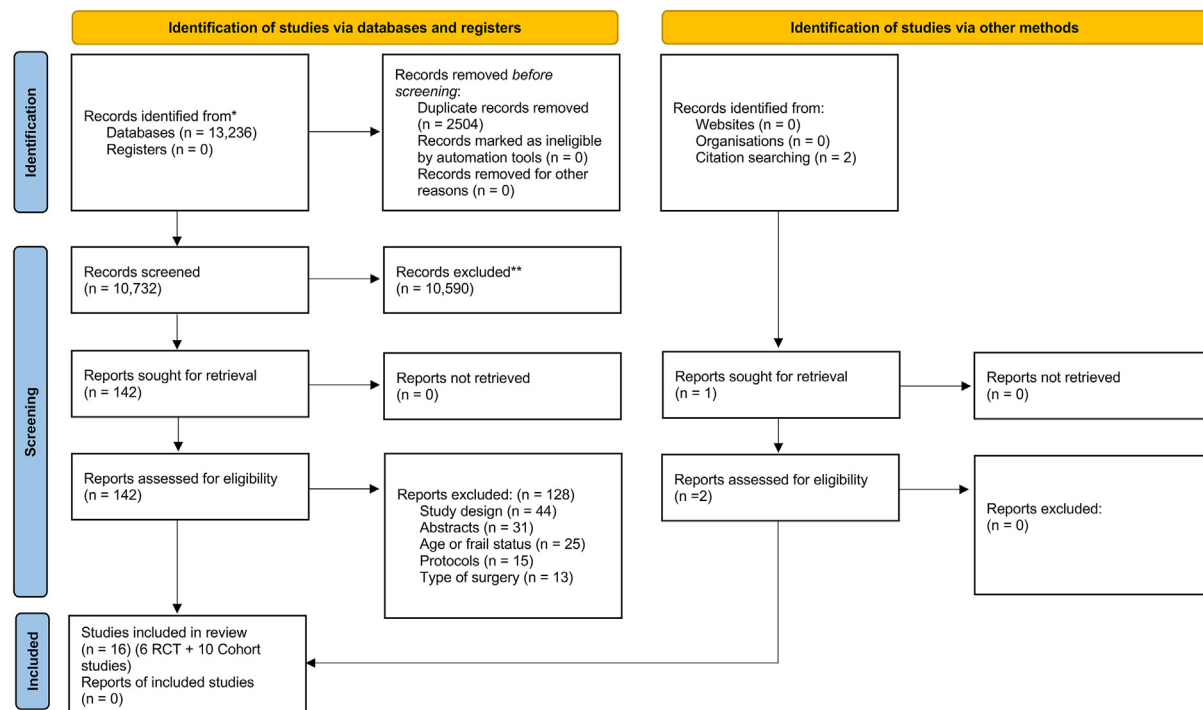 Identification of studies via databases and registers
Identification of studies via other methods
Identification
Records identified from*
Databases (n = 13,236)
Registers (n = 0)
Records removed before
screening:
Duplicate records removed
(n = 2504)
Records marked as ineligible
by automation tools (n = 0)
Records removed for other
reasons (n = 0)
Records identified from:
Websites (n = 0)
Organisations (n = 0)
Citation searching (n = 2)
Screening
Records screened
(n = 10,732)
Records excluded**
(n = 10,590)
Reports sought for retrieval
(n = 142)
Reports not retrieved
(n = 0)
Reports sought for retrieval
(n = 1)
Reports not retrieved
(n = 0)
Reports assessed for eligibility
(n = 142)
Reports excluded: (n = 128)
Study design (n = 44)
Abstracts (n = 31)
Age or frail status (n = 25)
Protocols (n = 15)
Type of surgery (n = 13)
Reports assessed for eligibility
(n =2)
Reports excluded:
(n = 0)
Included
Studies included in review
(n = 16) (6 RCT + 10 Cohort
studies)
Reports of included studies
(n = 0)